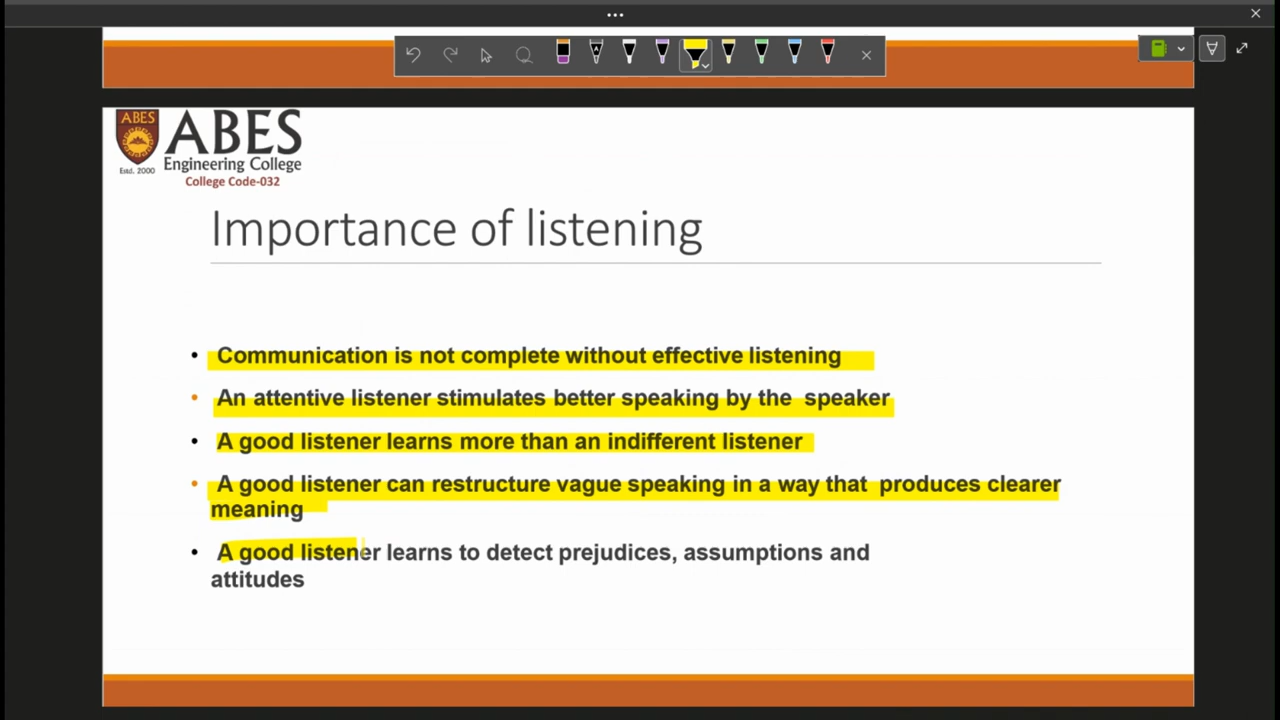 ABES
ABES
Engineering College
Estd. 2000
College Code-032
Importance of listening
• Communication is not complete without effective listening
• An attentive listener stimulates better speaking by the speaker
• A good listener learns more than an indifferent listener
• A good listener can restructure vague speaking in a way that produces clearer
meaning
• A good listener learns to detect prejudices, assumptions and
attitudes